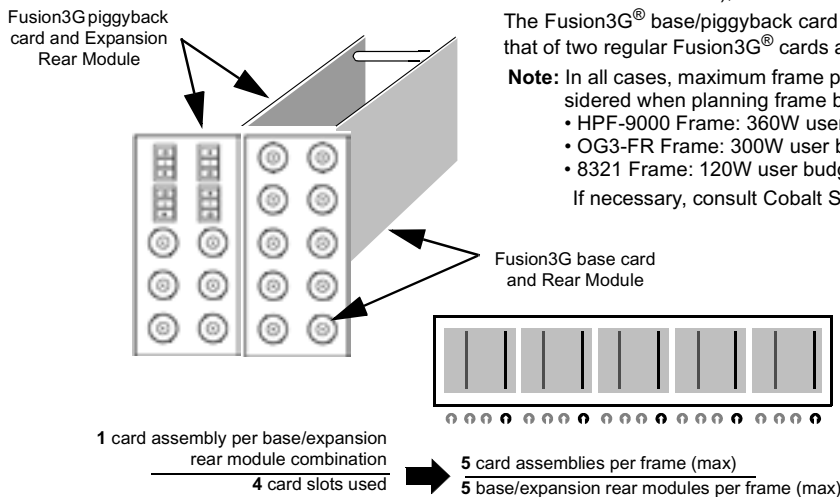 Fusion3G piggyback
card and Expansion
Rear Module
The Fusion3G® base/piggyback card
that of two regular Fusion3G® cards a
Note: In all cases, maximum frame p
sidered when planning frame b
• HPF-9000 Frame: 360W user
• OG3-FR Frame: 300W user b
• 8321 Frame: 120W user budg
If necessary, consult Cobalt S
Fusion3G base card
and Rear Module
1 card assembly per base/expansion
rear module combination
4 card slots used
5 card assemblies per frame (max)
5 base/expansion rear modules per frame (max)